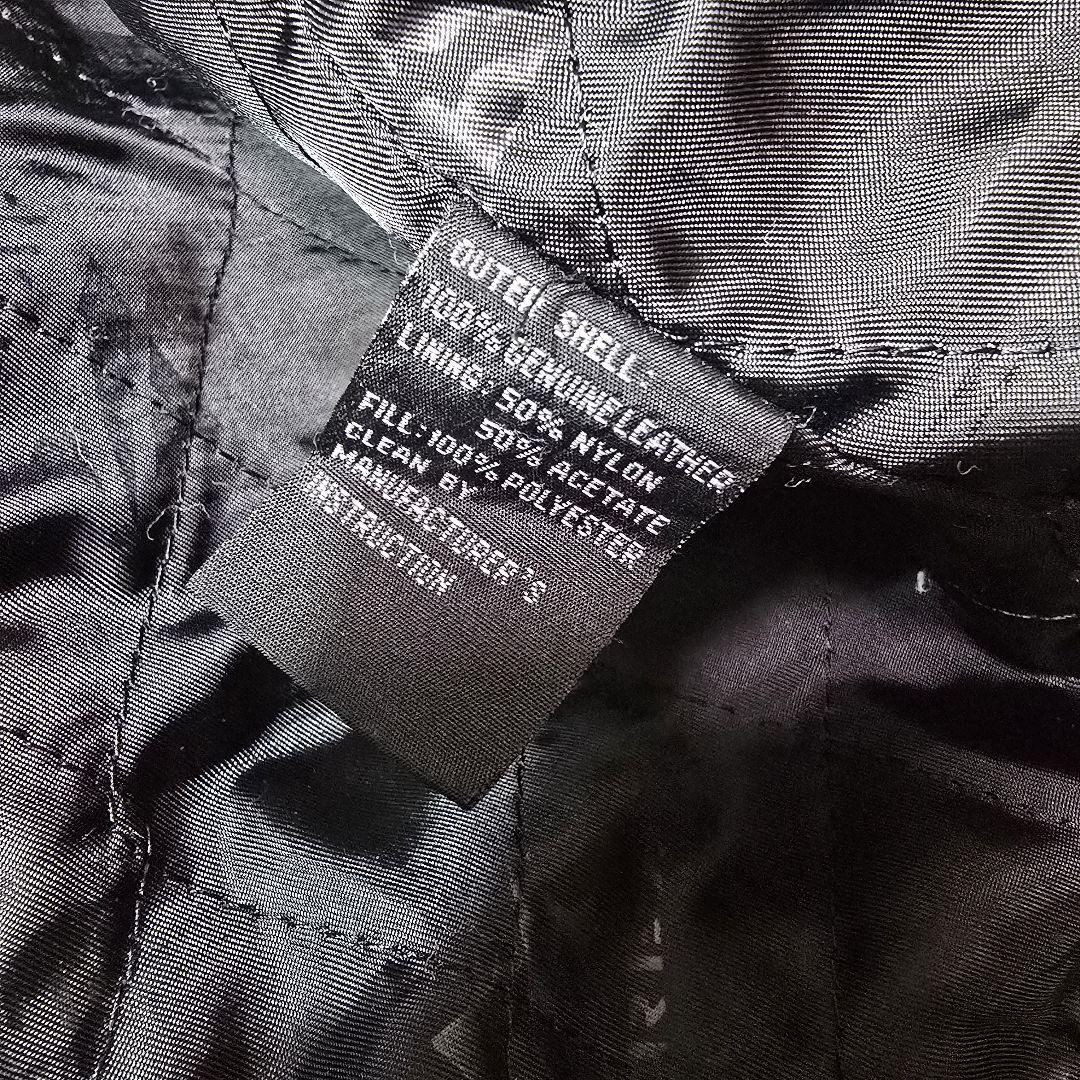 OUTER SHELL:
100% GENUINE LEATHER
LINING: 50% NYLON
50% ACETATE
FILL: 100% POLYESTER
CLEAN BY
MANUFACTURER'S
INSTRUCTION